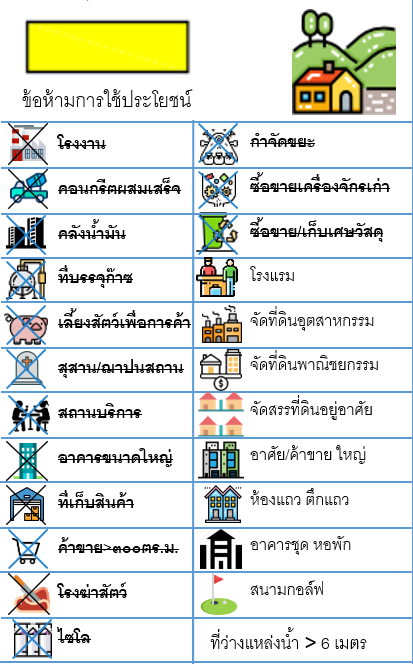 ข้อห้ามการใช้ประโยชน์
โรงงาน
กำจัดขยะ
คอนกรีตผสมเสร็จ
ซื้อขายเครื่องจักรเก่า
คลังน้ำมัน
ซื้อขาย/เก็บเศษวัสดุ
ที่บรรจุก๊าซ
โรงแรม
เลี้ยงสัตว์เพื่อการค้า
จัดที่ดินอุตสาหกรรม
สุสาน/ฌาปนสถาน
จัดที่ดินพาณิชยกรรม
สถานบริการ
จัดสรรที่ดินอยู่อาศัย
อาคารขนาดใหญ่
อาศัย/ค้าขาย ใหญ่
ที่เก็บสินค้า
ห้องแถว ตึกแถว
ค้าขาย>๓๐๐ตร.ม.
อาคารชุด หอพัก
โรงฆ่าสัตว์
สนามกอล์ฟ
ไซโล
ที่ว่างแหล่งน้ำ > 6 เมตร